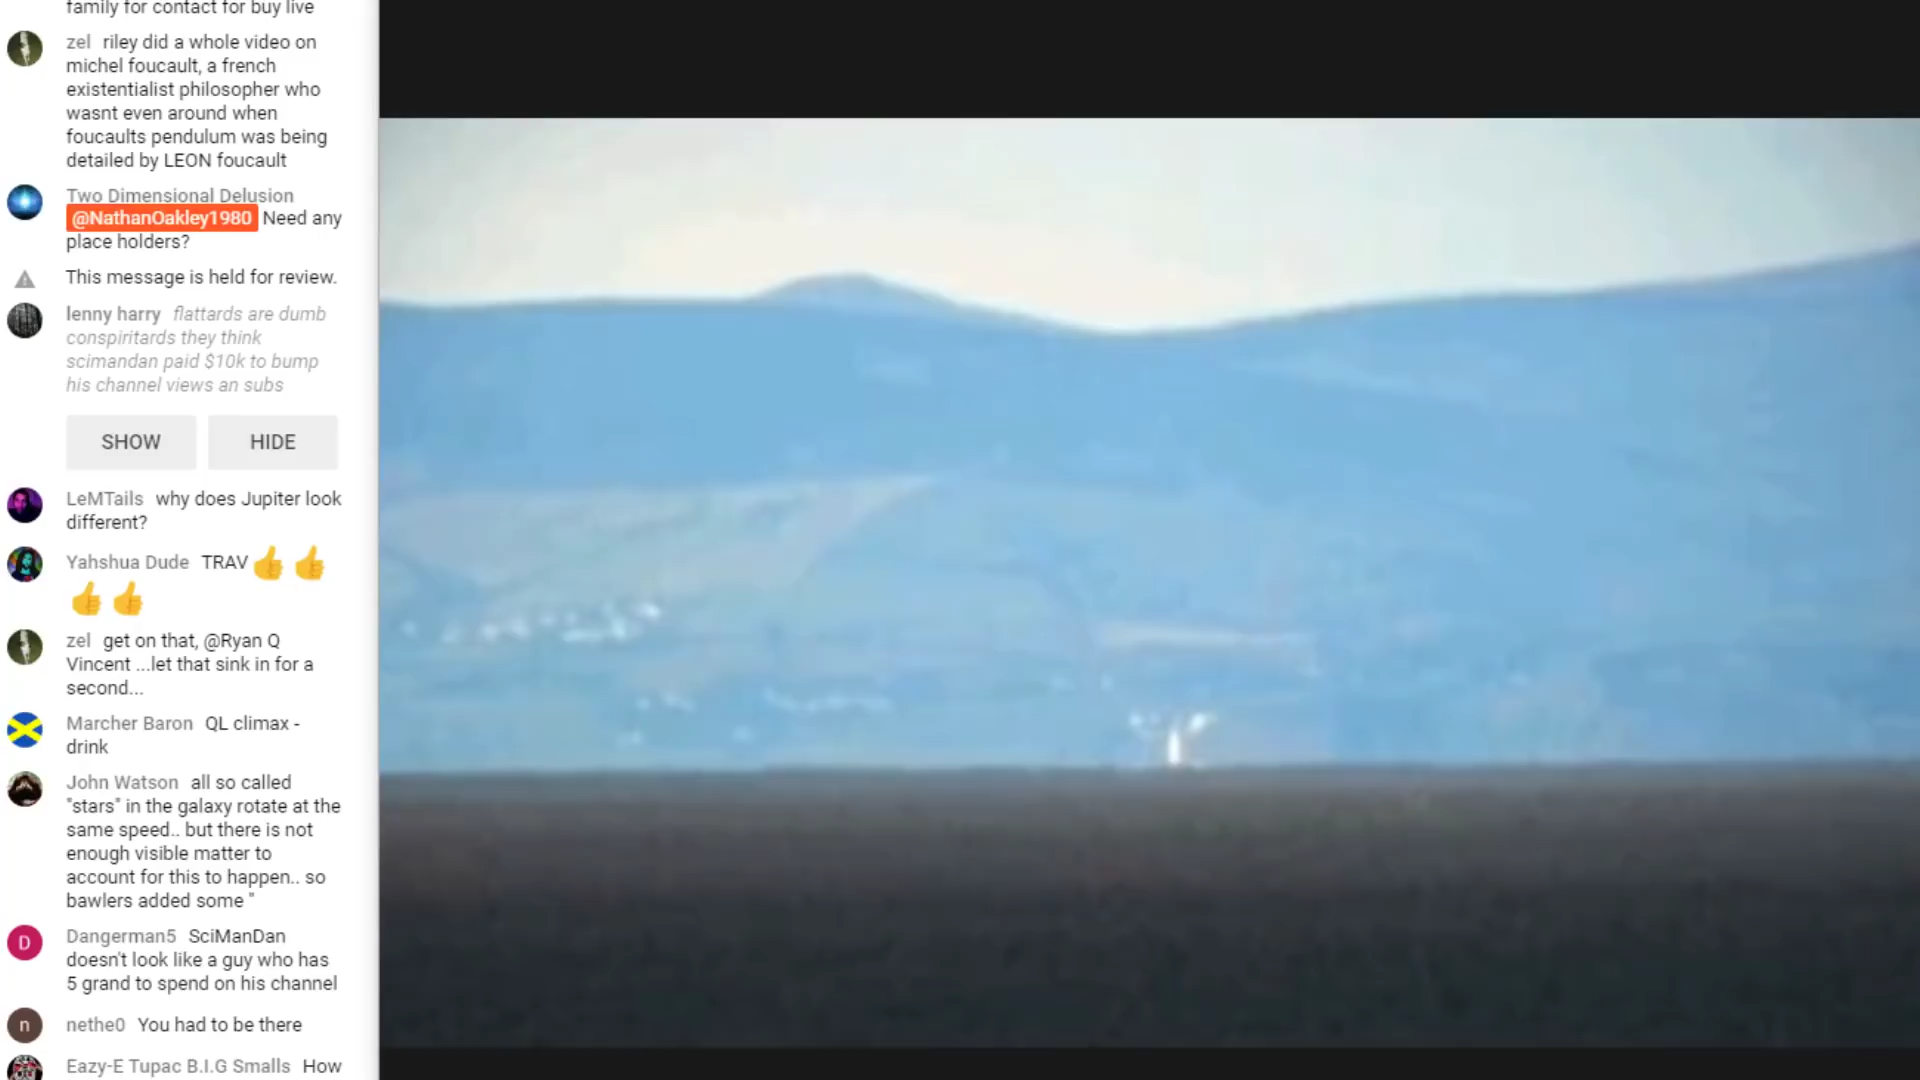 family for contact for buy live
zel riley did a whole video on
michel foucault, a french
existentialist philosopher who
wasnt even around when
foucaults pendulum was being
detailed by LEON foucault
Two Dimensional Delusion
@NathanOakley1980 Need any
place holders?
This message is held for review.
lenny harry flattards are dumb
conspiritards they think
scimandan paid $10k to bump
his channel views an subs
SHOW HIDE
LeMTails why does Jupiter look
different?
Yahshua Dude TRAV
zel get on that, @Ryan Q
Vincent ...let that sink in for a
second...
Marcher Baron QL climax -
drink
John Watson all so called
"stars" in the galaxy rotate at the
same speed.. but there is not
enough visible matter to
account for this to happen.. so
bawlers added some "
D
Dangerman5 SciManDan
doesn't look like a guy who has
5 grand to spend on his channel
n
nethe0 You had to be there
Eazy-E Tupac B.I.G Smalls How